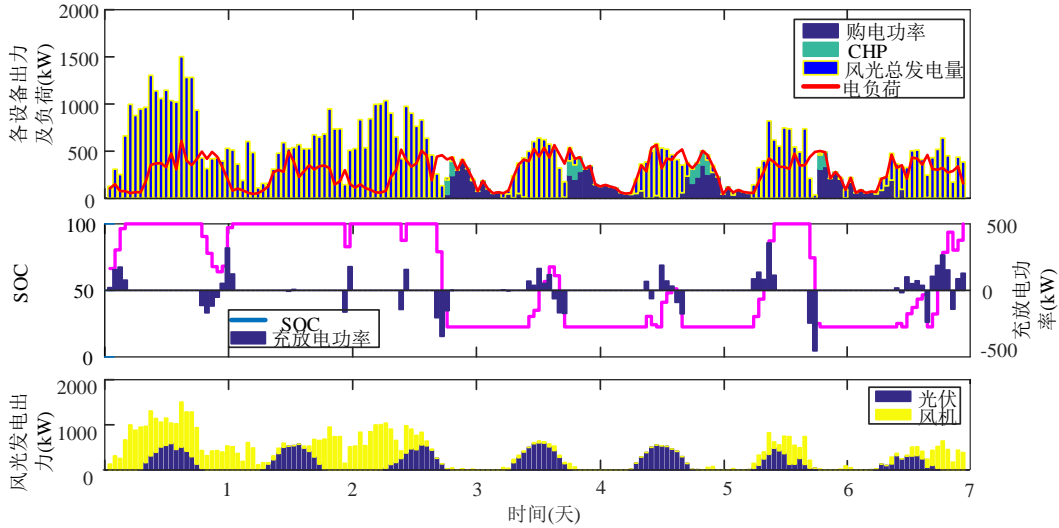 2000
1500
1000
500
0
各设备出力
及负荷(kW)
购电功率
CHP
风光总发电量
电负荷
100
50
100
0
SOC
500
0
-500
充放电功
率(kW)
SOC
充放电功率
2000
1000
0
风光发电出
力(kW)
光伏
风机
1
2
3
4
5
6
7
时间(天)